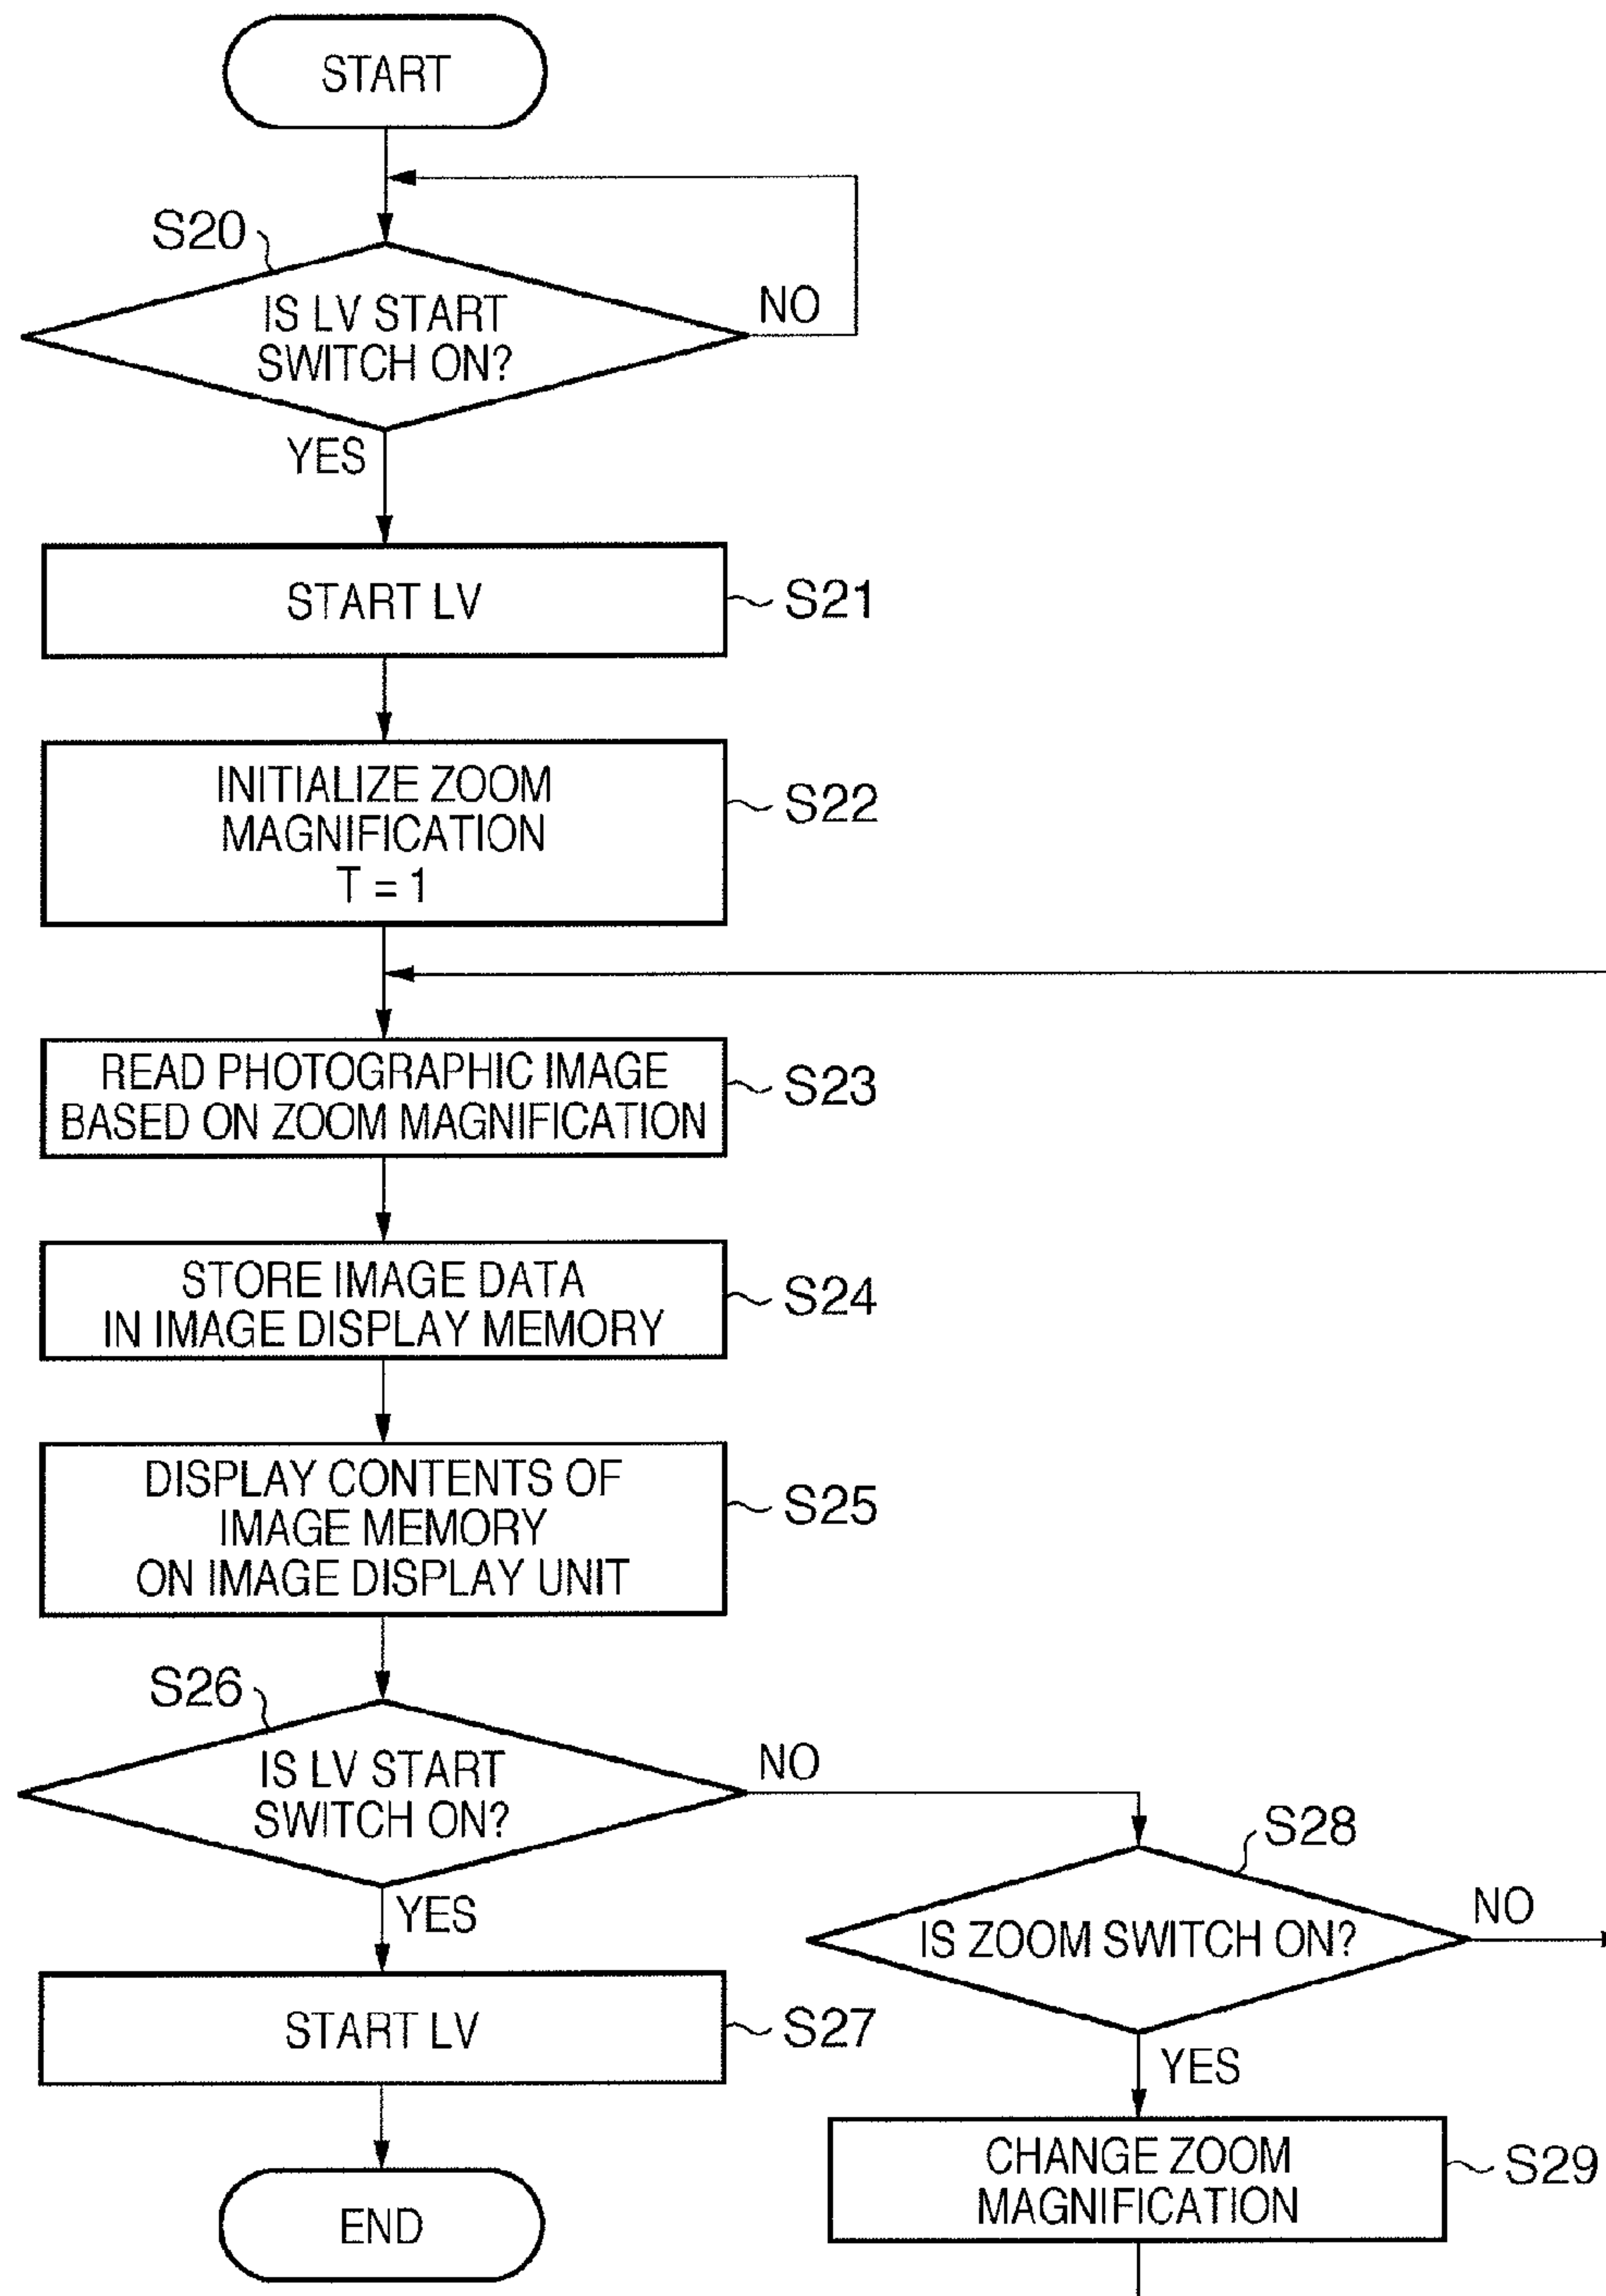 START
S20
IS LV START
SWITCH ON?
NO
YES
START LV
S21
INITIALIZE ZOOM
MAGNIFICATION
T = 1
S22
READ PHOTOGRAPHIC IMAGE
BASED ON ZOOM MAGNIFICATION
S23
STORE IMAGE DATA
IN IMAGE DISPLAY MEMORY
S24
DISPLAY CONTENTS OF
IMAGE MEMORY
ON IMAGE DISPLAY UNIT
S25
S26
IS LV START
SWITCH ON?
NO
YES
START LV
S27
END
S28
IS ZOOM SWITCH ON?
NO
YES
CHANGE ZOOM
MAGNIFICATION
S29